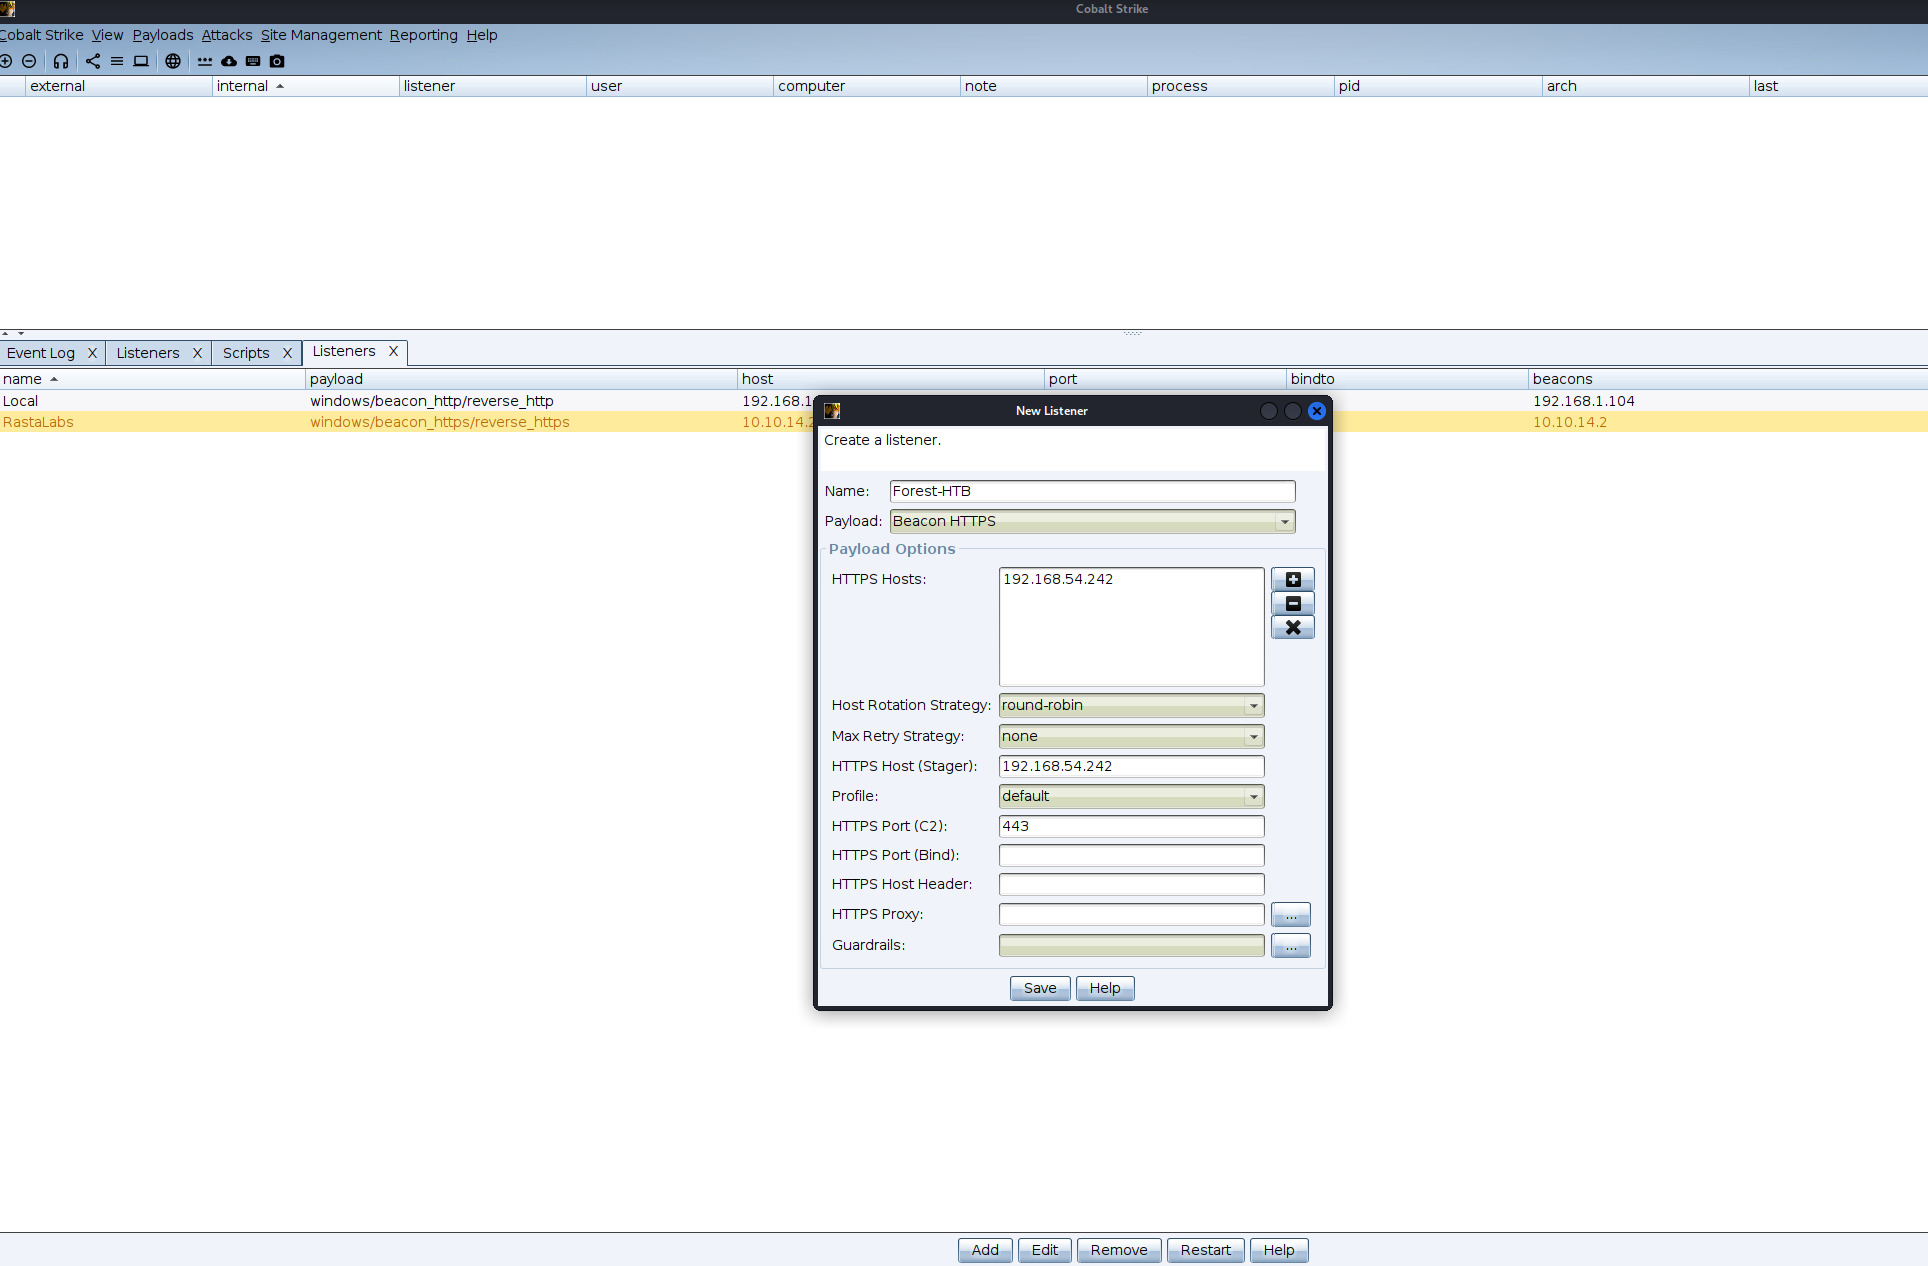 Cobalt Strike
Cobalt Strike View Payloads Attacks Site Management Reporting Help
external internal listener user computer note process pid arch last
Event Log X Listeners X Scripts X Listeners X
name payload host port bindto beacons
Local windows/beacon_http/reverse_http 192.168.1 192.168.1.104
RastaLabs windows/beacon_https/reverse_https 10.10.14.2 10.10.14.2
New Listener
Create a listener.
Name: Forest-HTB
Payload: Beacon HTTPS
Payload Options
HTTPS Hosts: 192.168.54.242
Host Rotation Strategy: round-robin
Max Retry Strategy: none
HTTPS Host (Stager): 192.168.54.242
Profile: default
HTTPS Port (C2): 443
HTTPS Port (Bind):
HTTPS Host Header:
HTTPS Proxy: ...
Guardrails: ...
Save Help
Add Edit Remove Restart Help